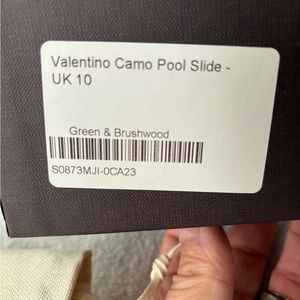 Valentino Camo Pool Slide -
UK 10
Green & Brushwood
S0873MJI-0CA23